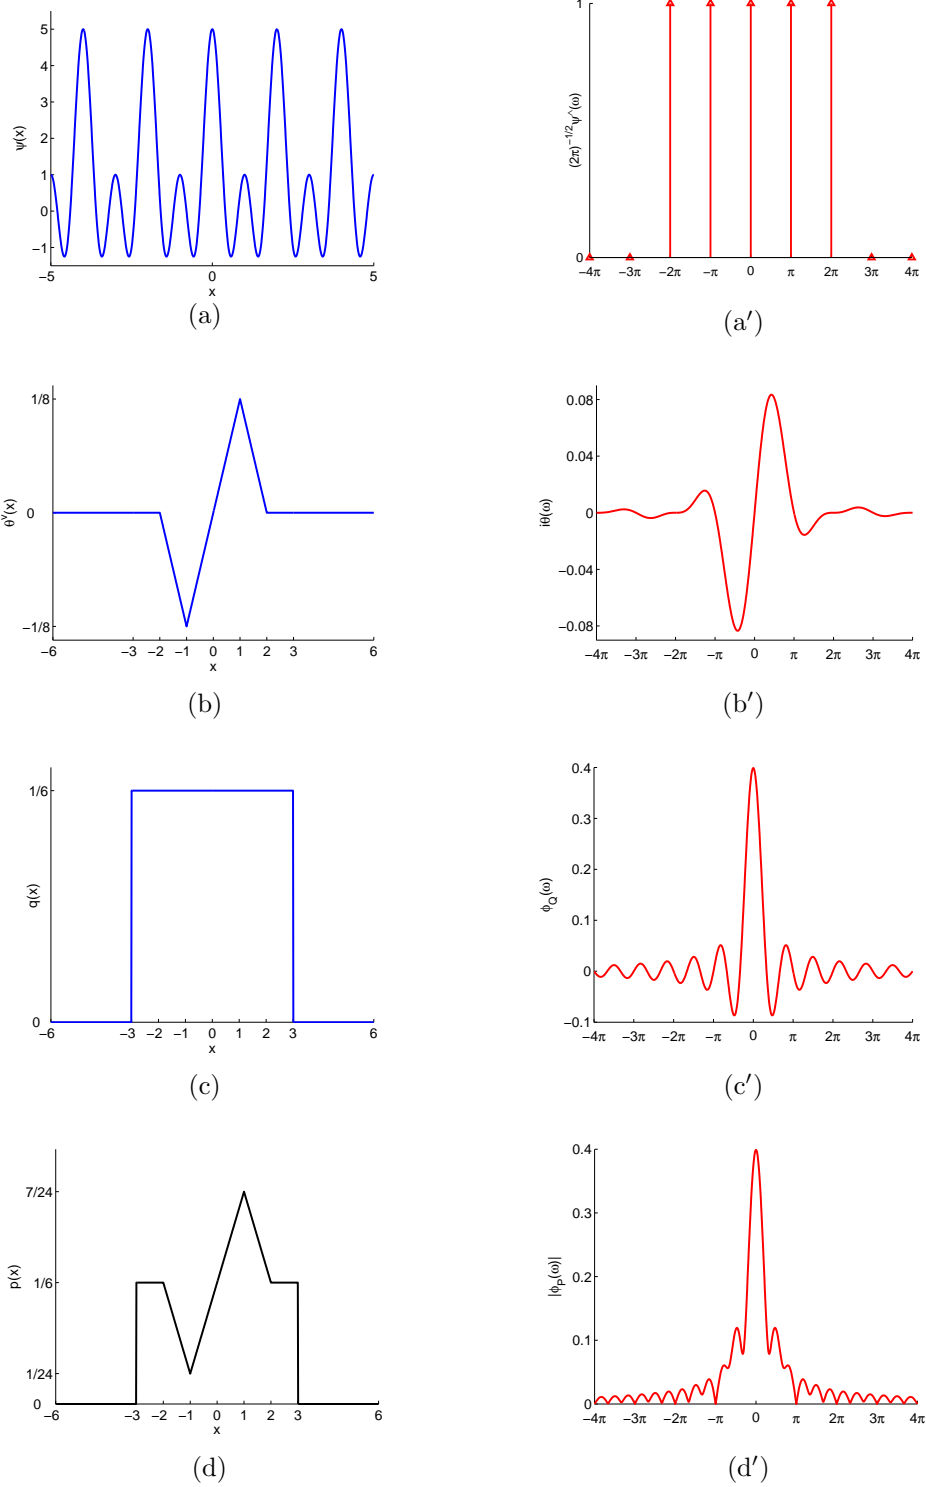 5
4
3
2
1
0
−1
ψ(x)
−5 0 5
x
(a)
1
0
(2π)^−1/2 ψ^(ω)
−4π −3π −2π −π 0 π 2π 3π 4π
(a′)
1/8
0
−1/8
θ^v(x)
−6 −3 −2 −1 0 1 2 3 6
x
(b)
0.08
0.04
0
−0.04
−0.08
iθ(ω)
−4π −3π −2π −π 0 π 2π 3π 4π
(b′)
1/6
0
q(x)
−6 −3 −2 −1 0 1 2 3 6
x
(c)
0.4
0.3
0.2
0.1
0
−0.1
ϕ_Q(ω)
−4π −3π −2π −π 0 π 2π 3π 4π
(c′)
7/24
1/6
1/24
0
p(x)
−6 −3 −2 −1 0 1 2 3 6
x
(d)
0.4
0.3
0.2
0.1
0
|ϕ_P(ω)|
−4π −3π −2π −π 0 π 2π 3π 4π
(d′)